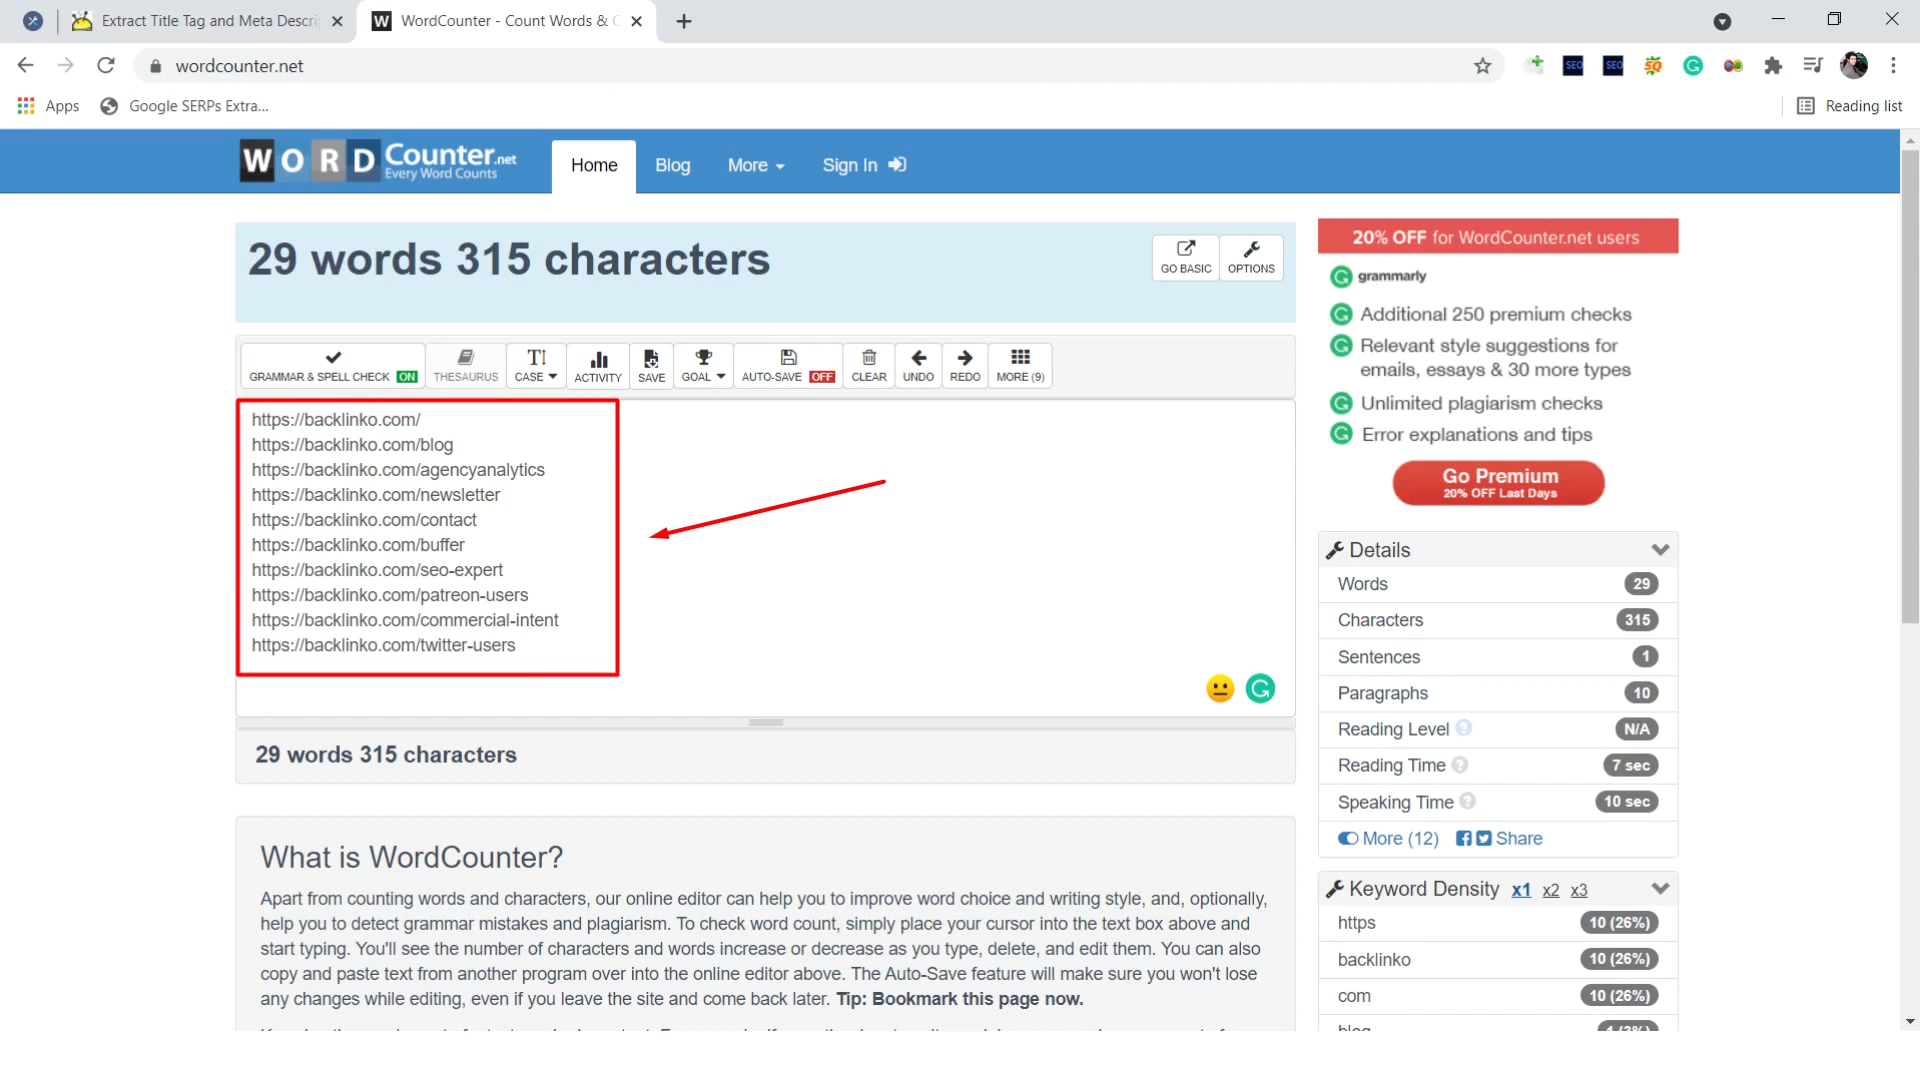 Extract Title Tag and Meta Descri
WordCounter - Count Words & C
wordcounter.net
SEO
SEO
SQ
Apps
Google SERPs Extra...
Reading list
WORD Counter.net
Every Word Counts
Home
Blog
More
Sign In
29 words 315 characters
GO BASIC
OPTIONS
GRAMMAR & SPELL CHECK ON
THESAURUS
CASE
ACTIVITY
SAVE
GOAL
AUTO-SAVE OFF
CLEAR
UNDO
REDO
MORE (9)
https://backlinko.com/
https://backlinko.com/blog
https://backlinko.com/agencyanalytics
https://backlinko.com/newsletter
https://backlinko.com/contact
https://backlinko.com/buffer
https://backlinko.com/seo-expert
https://backlinko.com/patreon-users
https://backlinko.com/commercial-intent
https://backlinko.com/twitter-users
29 words 315 characters
What is WordCounter?
Apart from counting words and characters, our online editor can help you to improve word choice and writing style, and, optionally,
help you to detect grammar mistakes and plagiarism. To check word count, simply place your cursor into the text box above and
start typing. You'll see the number of characters and words increase or decrease as you type, delete, and edit them. You can also
copy and paste text from another program over into the online editor above. The Auto-Save feature will make sure you won't lose
any changes while editing, even if you leave the site and come back later. Tip: Bookmark this page now.
20% OFF for WordCounter.net users
grammarly
Additional 250 premium checks
Relevant style suggestions for
emails, essays & 30 more types
Unlimited plagiarism checks
Error explanations and tips
Go Premium
20% OFF Last Days
Details
Words 29
Characters 315
Sentences 1
Paragraphs 10
Reading Level N/A
Reading Time 7 sec
Speaking Time 10 sec
More (12) Share
Keyword Density x1 x2 x3
https 10 (26%)
backlinko 10 (26%)
com 10 (26%)